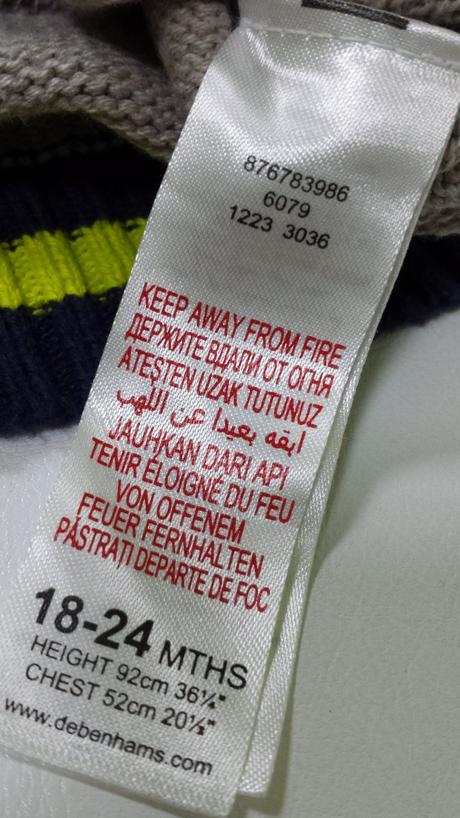 876783986
6079
1223 3036
KEEP AWAY FROM FIRE
ДЕРЖИТЕ ВДАЛИ ОТ ОГНЯ
ATEŞTEN UZAK TUTUNUZ
ابقه بعيدا عن اللهب
JAUHKAN DARI API
TENIR ÉLOIGNÉ DU FEU
VON OFFENEM
FEUER FERNHALTEN
PĂSTRAȚI DEPARTE DE FOC
18-24 MTHS
HEIGHT 92cm 36¼"
CHEST 52cm 20½"
www.debenhams.com